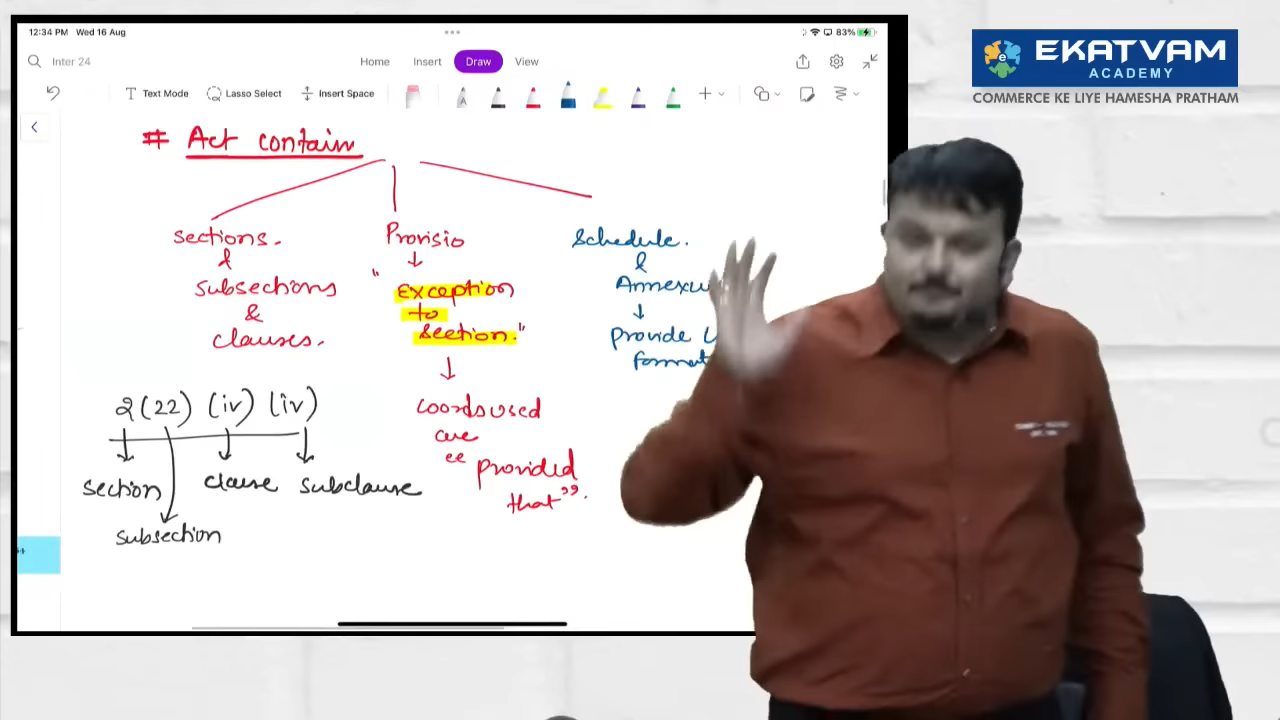 12:34 PM Wed 16 Aug
83%
Inter 24
Home Insert Draw View
Text Mode Lasso Select Insert Space
EKATVAM
ACADEMY
COMMERCE KE LIYE HAMESHA PRATHAM
# Act contain
Sections.
&
Subsections
&
clauses.
2(22) (iv) (iv)
section
clause
subclause
subsection
Provisio
"Exception
to
section."
words used
are
"provided
that".
Schedule.
&
Provide
format